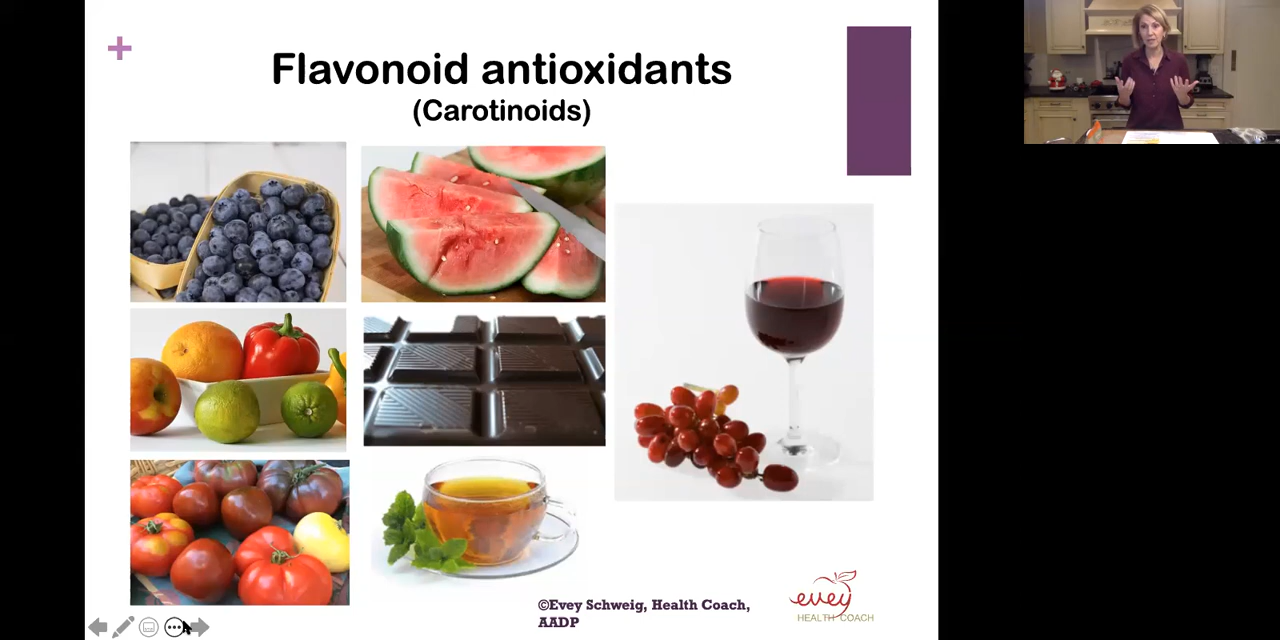 Flavonoid antioxidants
(Carotinoids)
©Evey Schweig, Health Coach,
AADP
evey
HEALTH COACH